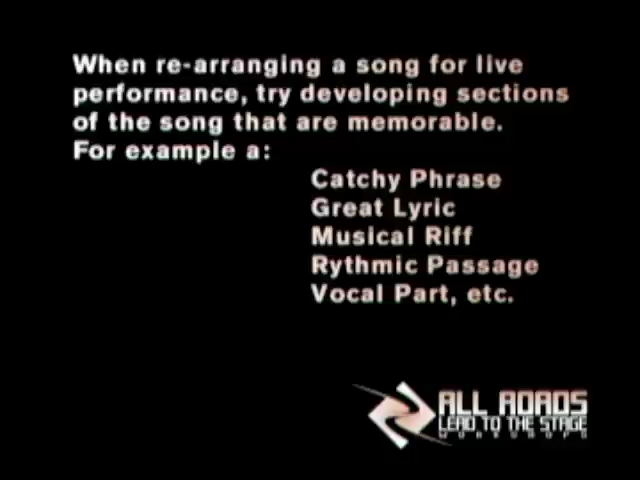 When re-arranging a song for live
performance, try developing sections
of the song that are memorable.
For example a:
Catchy Phrase
Great Lyric
Musical Riff
Rythmic Passage
Vocal Part, etc.
ALL ROADS
LEAD TO THE STAGE
WORKSHOPS